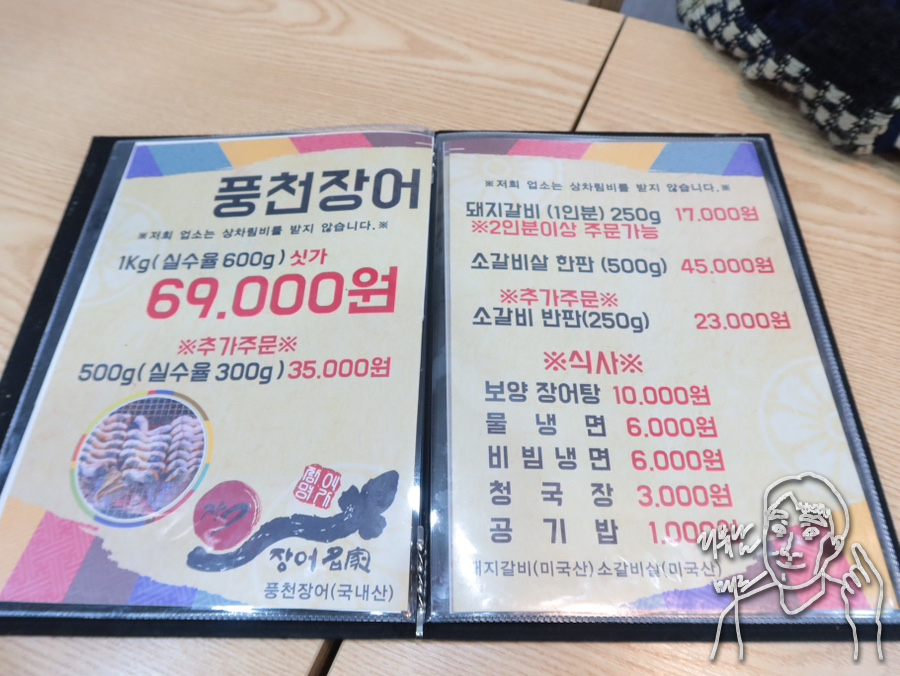 풍천장어
※저희 업소는 상차림비를 받지 않습니다.※
1Kg(실수율 600g) 싯가
69.000원
※추가주문※
500g(실수율 300g) 35.000원
장어名家
풍천장어(국내산)
※저희 업소는 상차림비를 받지 않습니다.※
돼지갈비 (1인분) 250g 17.000원
※2인분이상 주문가능
소갈비살 한판 (500g) 45.000원
※추가주문※
소갈비 반판(250g) 23.000원
※식사※
보양 장어탕 10.000원
물 냉 면 6.000원
비 빔 냉 면 6.000원
청 국 장 3.000원
공 기 밥 1.000원
돼지갈비(미국산) 소갈비살(미국산)